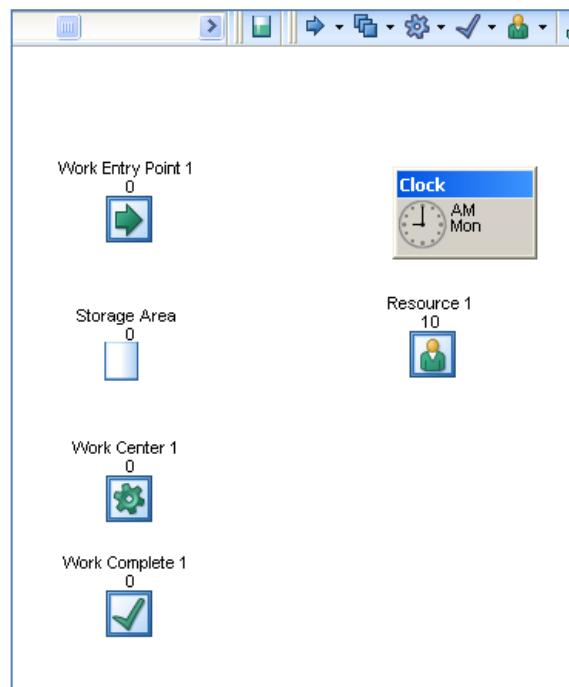 Work Entry Point 1
0
Clock
AM
Mon
Storage Area
0
Resource 1
10
Work Center 1
0
Work Complete 1
0